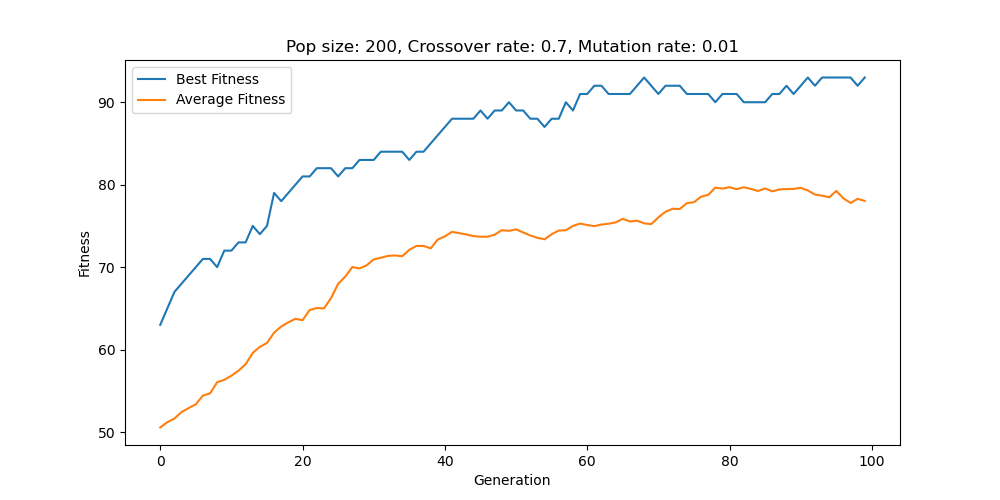 Pop size: 200, Crossover rate: 0.7, Mutation rate: 0.01
Best Fitness
Average Fitness
90
80
70
60
50
Fitness
0 20 40 60 80 100
Generation